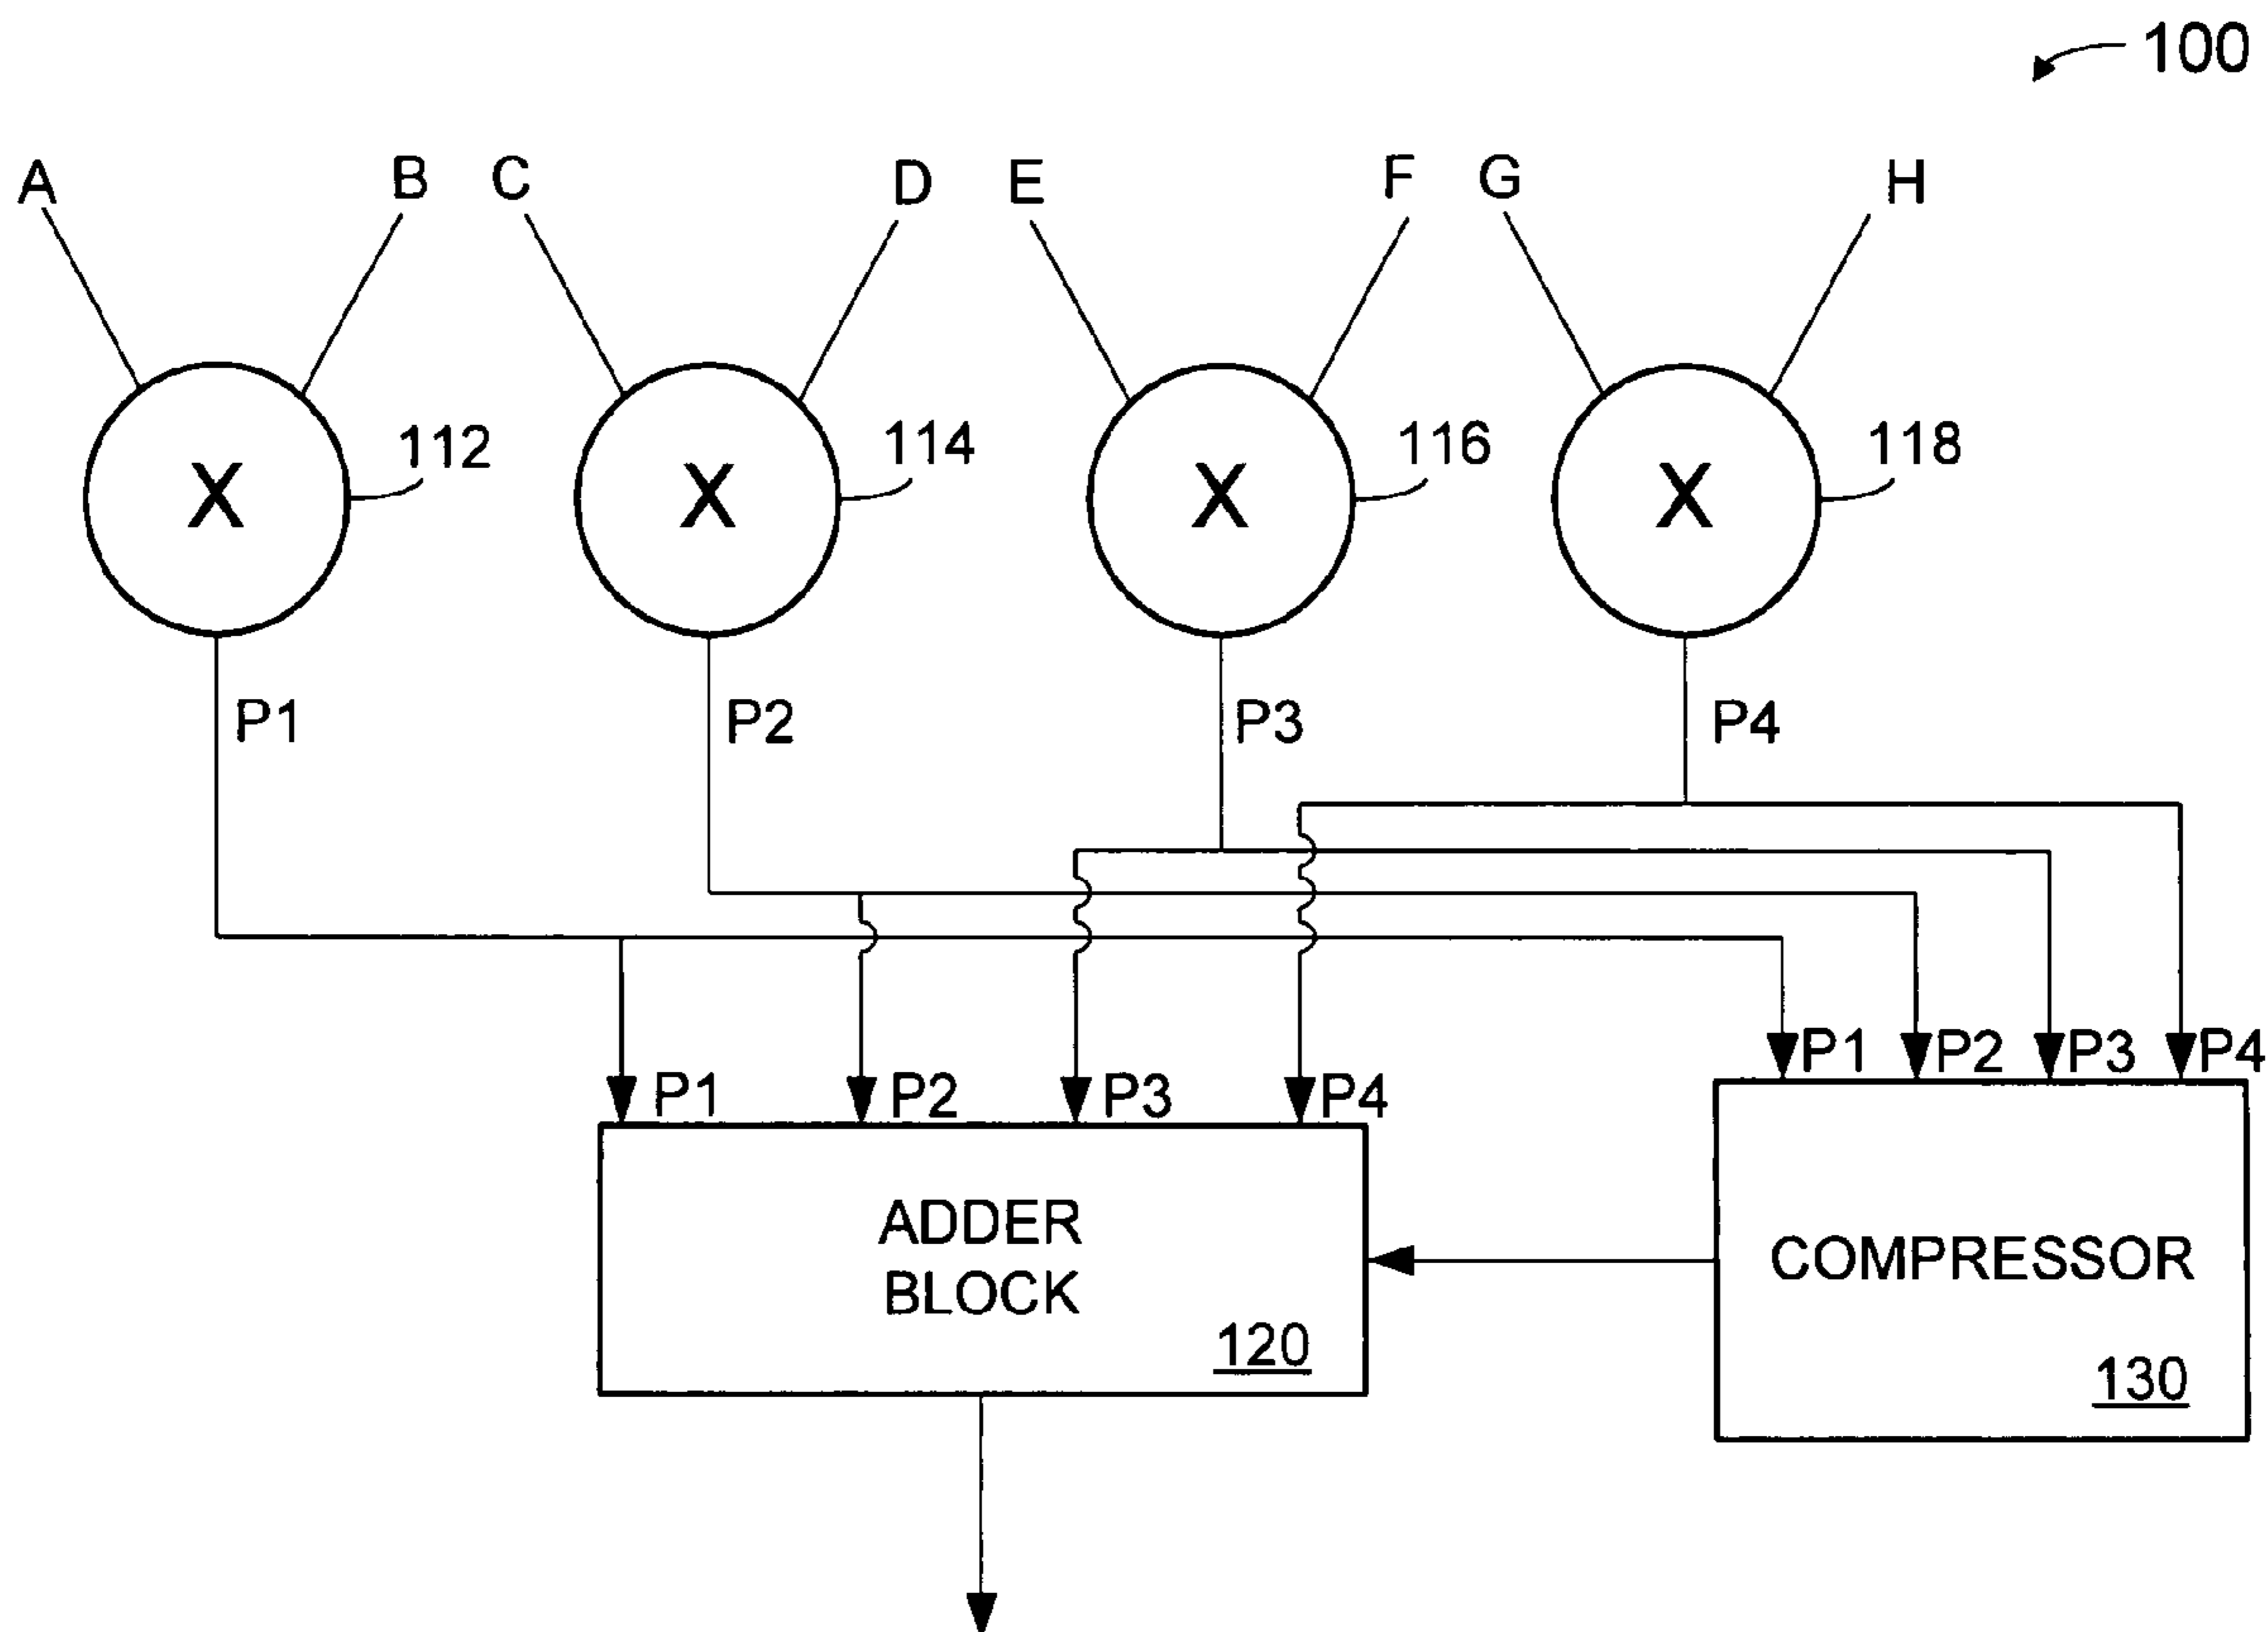 100
A B C D E F G H
112 114 116 118
X X X X
P1 P2 P3 P4
P1 P2 P3 P4
P1 P2 P3 P4
ADDER
BLOCK
120
COMPRESSOR
130